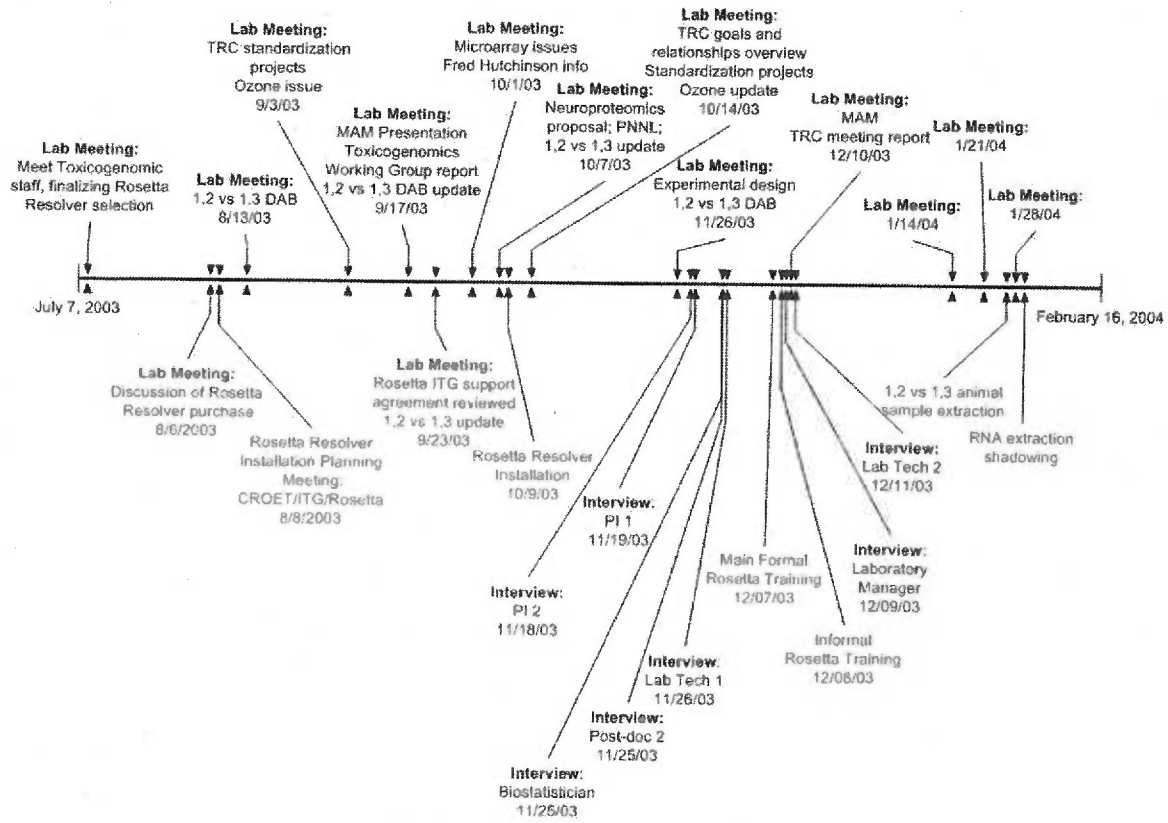 Lab Meeting:
Meet Toxicogenomic
staff, finalizing Rosetta
Resolver selection
Lab Meeting:
1,2 vs 1,3 DAB
8/13/03
Lab Meeting:
TRC standardization
projects
Ozone issue
9/3/03
Lab Meeting:
MAM Presentation
Toxicogenomics
Working Group report
1,2 vs 1,3 DAB update
9/17/03
Lab Meeting:
Microarray issues
Fred Hutchinson info
10/1/03
Lab Meeting:
Neuroproteomics
proposal; PNNL;
1,2 vs 1,3 update
10/7/03
Lab Meeting:
TRC goals and
relationships overview
Standardization projects
Ozone update
10/14/03
Lab Meeting:
Experimental design
1,2 vs 1,3 DAB
11/26/03
Lab Meeting:
MAM
TRC meeting report
12/10/03
Lab Meeting:
1/14/04
Lab Meeting:
1/21/04
Lab Meeting:
1/28/04
July 7, 2003
February 16, 2004
Lab Meeting:
Discussion of Rosetta
Resolver purchase
8/6/2003
Rosetta Resolver
Installation Planning
Meeting:
CROET/ITG/Rosetta
8/8/2003
Lab Meeting:
Rosetta ITG support
agreement reviewed
1,2 vs 1,3 update
9/23/03
Rosetta Resolver
Installation
10/9/03
Interview:
PI 2
11/18/03
Interview:
PI 1
11/19/03
Interview:
Biostatistician
11/25/03
Interview:
Post-doc 2
11/25/03
Interview:
Lab Tech 1
11/26/03
Main Formal
Rosetta Training
12/07/03
Informal
Rosetta Training
12/08/03
Interview:
Laboratory
Manager
12/09/03
Interview:
Lab Tech 2
12/11/03
1,2 vs 1,3 animal
sample extraction
RNA extraction
shadowing